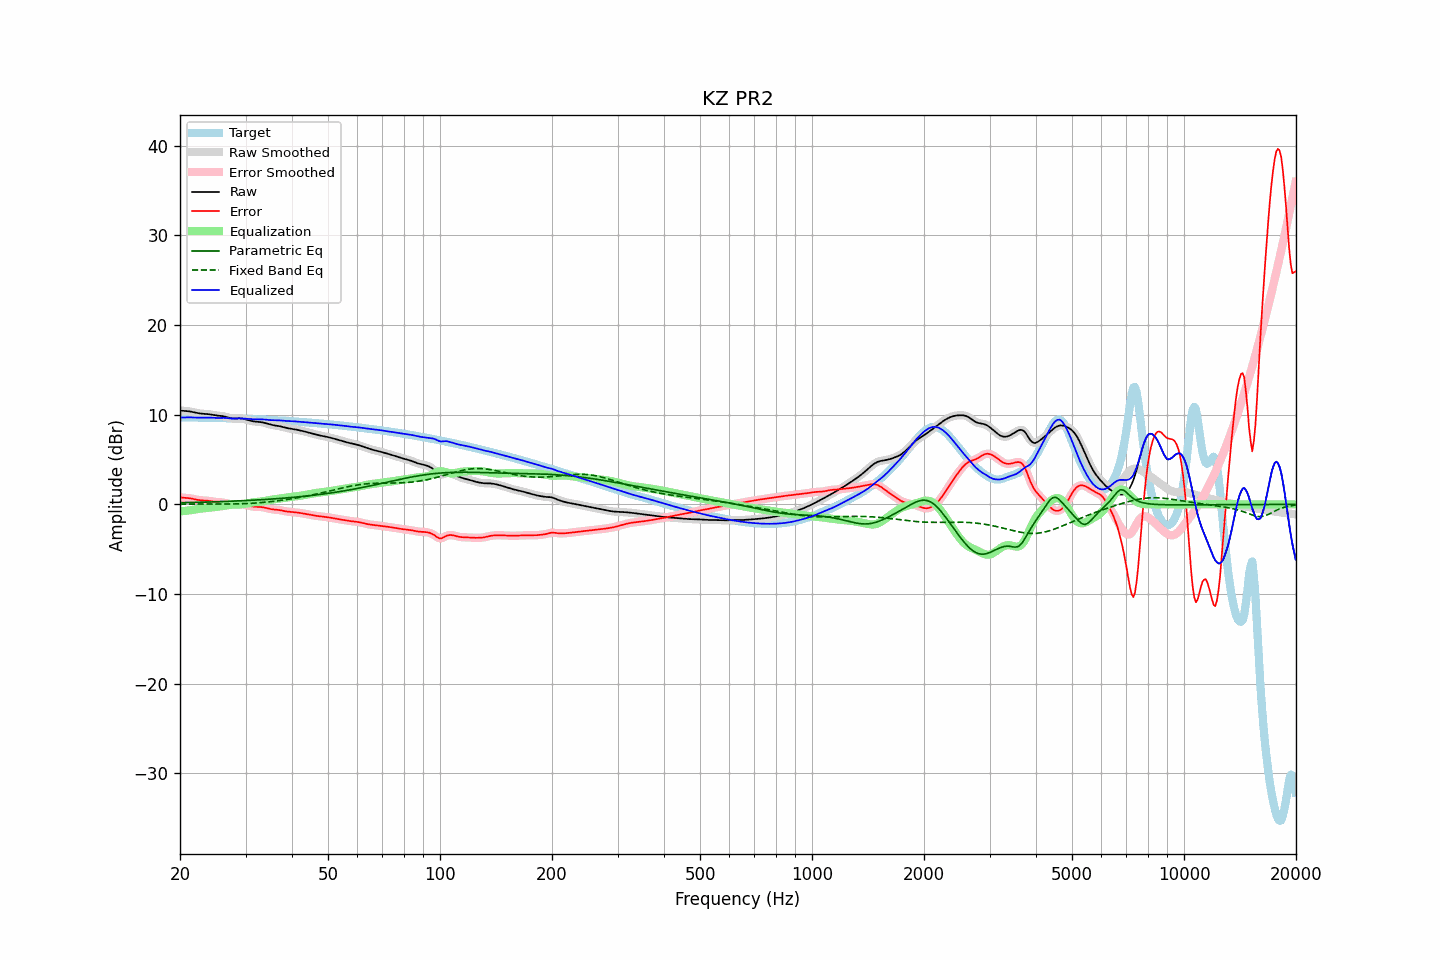 KZ PR2
Target
Raw Smoothed
Error Smoothed
Raw
Error
Equalization
Parametric Eq
Fixed Band Eq
Equalized
40
30
20
10
0
−10
−20
−30
Amplitude (dBr)
20 50 100 200 500 1000 2000 5000 10000 20000
Frequency (Hz)